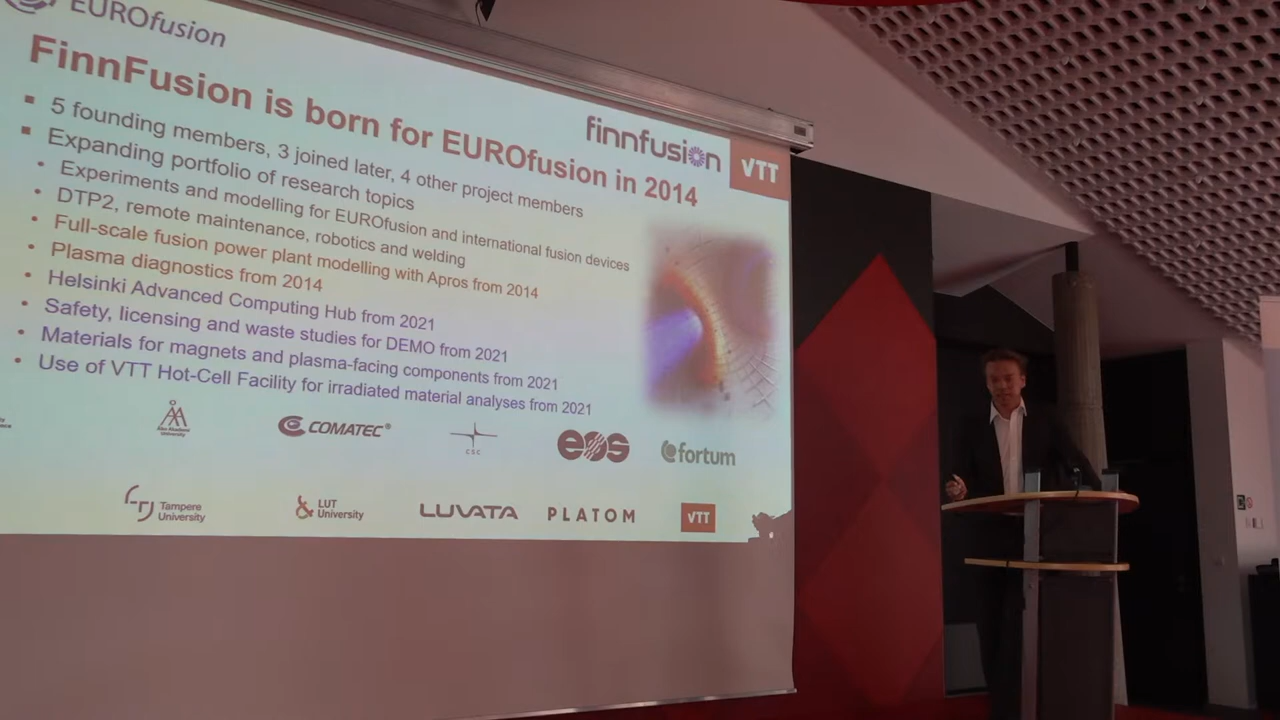 EUROfusion
FinnFusion is born for EUROfusion in 2014
finnfusion
VTT
5 founding members, 3 joined later, 4 other project members
Expanding portfolio of research topics
Experiments and modelling for EUROfusion and international fusion devices
DTP2, remote maintenance, robotics and welding
Full-scale fusion power plant modelling with Apros from 2014
Plasma diagnostics from 2014
Helsinki Advanced Computing Hub from 2021
Safety, licensing and waste studies for DEMO from 2021
Materials for magnets and plasma-facing components from 2021
Use of VTT Hot-Cell Facility for irradiated material analyses from 2021
Åbo Akademi
University
COMATEC®
CSC
eos
fortum
Tampere
University
LUT
University
LUVATA
PLATOM
VTT